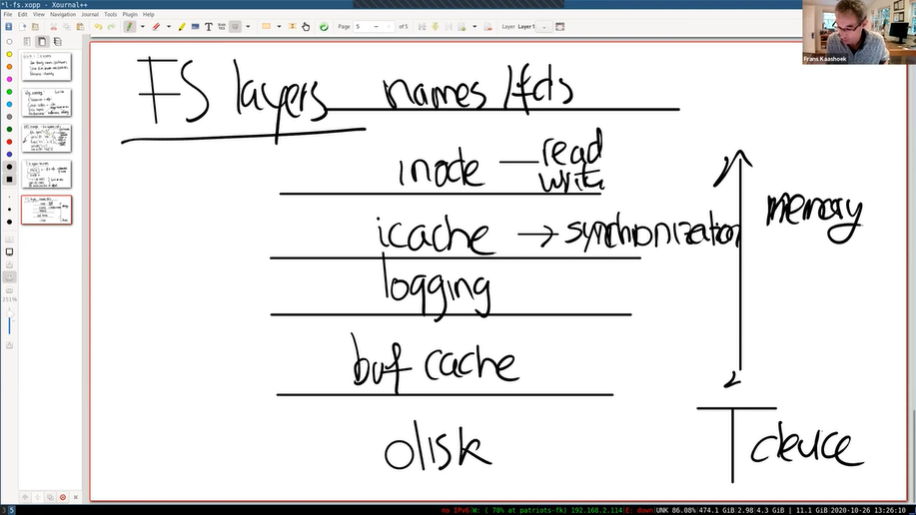 *l-fs.xopp - Xournal++
File Edit View Navigation Journal Tools Plugin Help
Page 5 of 5 Layer Layer 1
Frans Kaashoek
FS layers names / fds
inode — read
write
icache → synchronization
memory
logging
buf cache
disk
device
251%
3 5
no IPv6 W: ( 70% at patriots-fk) 192.168.2.114 E: down UNK 86.08% 474.1 GiB 2.98 4.3 GiB | 11.1 GiB 2020-10-26 13:26:10